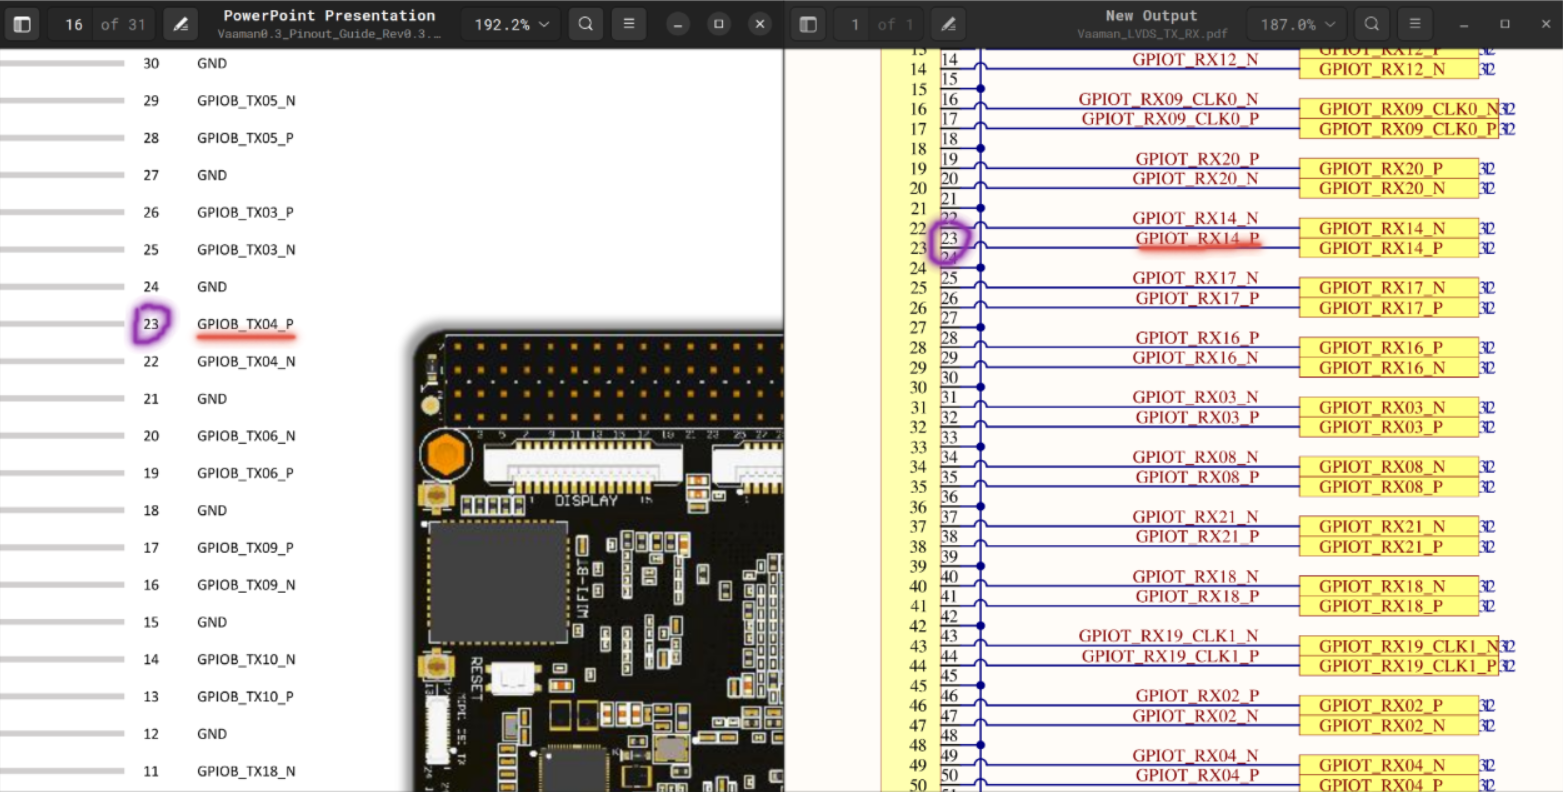 16 of 31
PowerPoint Presentation
Vaaman0.3_Pinout_Guide_Rev0.3....
192.2%
1 of 1
New Output
Vaaman_LVDS_TX_RX.pdf
187.0%
30 GND
29 GPIOB_TX05_N
28 GPIOB_TX05_P
27 GND
26 GPIOB_TX03_P
25 GPIOB_TX03_N
24 GND
23 GPIOB_TX04_P
22 GPIOB_TX04_N
21 GND
20 GPIOB_TX06_N
19 GPIOB_TX06_P
18 GND
17 GPIOB_TX09_P
16 GPIOB_TX09_N
15 GND
14 GPIOB_TX10_N
13 GPIOB_TX10_P
12 GND
11 GPIOB_TX18_N
DISPLAY
WIFI-BT
RESET
GPIOT_RX12_P
14 14 GPIOT_RX12_N GPIOT_RX12_N
15 15
16 16 GPIOT_RX09_CLK0_N GPIOT_RX09_CLK0_N
17 17 GPIOT_RX09_CLK0_P GPIOT_RX09_CLK0_P
18 18
19 19 GPIOT_RX20_P GPIOT_RX20_P
20 20 GPIOT_RX20_N GPIOT_RX20_N
21 21
22 22 GPIOT_RX14_N GPIOT_RX14_N
23 23 GPIOT_RX14_P GPIOT_RX14_P
24 24
25 25 GPIOT_RX17_N GPIOT_RX17_N
26 26 GPIOT_RX17_P GPIOT_RX17_P
27 27
28 28 GPIOT_RX16_P GPIOT_RX16_P
29 29 GPIOT_RX16_N GPIOT_RX16_N
30 30
31 31 GPIOT_RX03_N GPIOT_RX03_N
32 32 GPIOT_RX03_P GPIOT_RX03_P
33 33
34 34 GPIOT_RX08_N GPIOT_RX08_N
35 35 GPIOT_RX08_P GPIOT_RX08_P
36 36
37 37 GPIOT_RX21_N GPIOT_RX21_N
38 38 GPIOT_RX21_P GPIOT_RX21_P
39 39
40 40 GPIOT_RX18_N GPIOT_RX18_N
41 41 GPIOT_RX18_P GPIOT_RX18_P
42 42
43 43 GPIOT_RX19_CLK1_N GPIOT_RX19_CLK1_N
44 44 GPIOT_RX19_CLK1_P GPIOT_RX19_CLK1_P
45 45
46 46 GPIOT_RX02_P GPIOT_RX02_P
47 47 GPIOT_RX02_N GPIOT_RX02_N
48 48
49 49 GPIOT_RX04_N GPIOT_RX04_N
50 50 GPIOT_RX04_P GPIOT_RX04_P